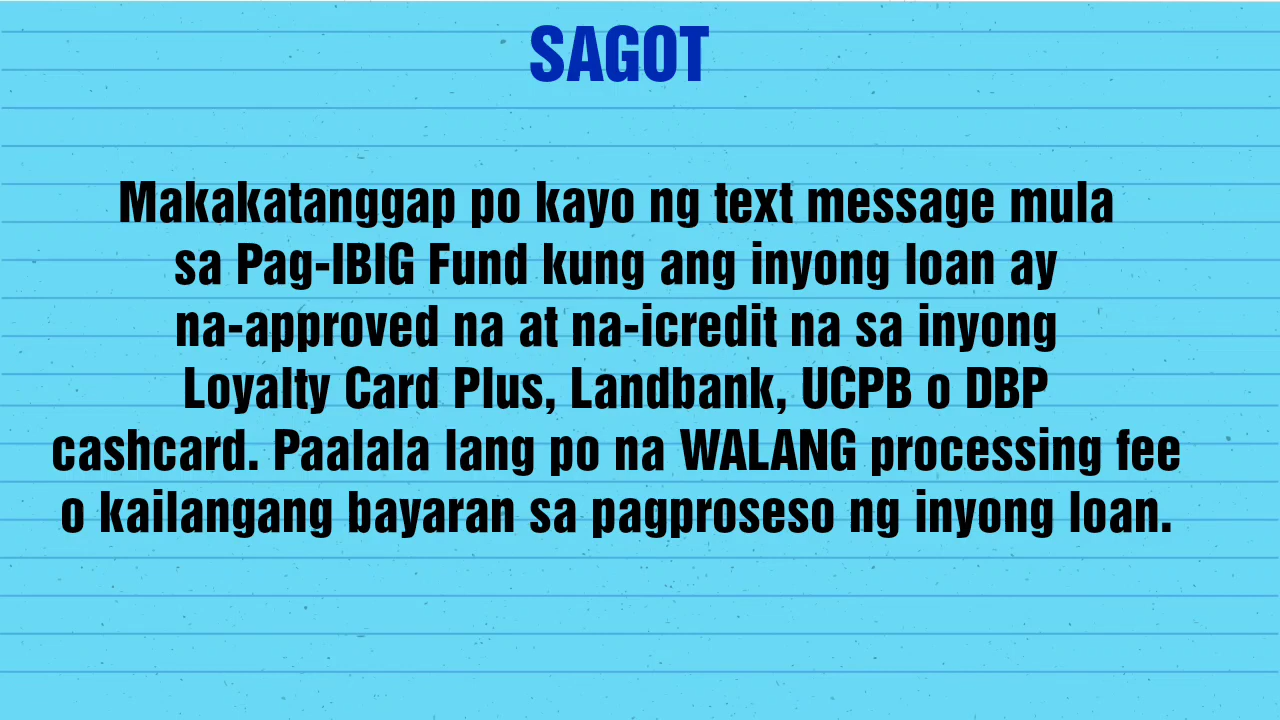 SAGOT
Makakatanggap po kayo ng text message mula
sa Pag-IBIG Fund kung ang inyong loan ay
na-approved na at na-icredit na sa inyong
Loyalty Card Plus, Landbank, UCPB o DBP
cashcard. Paalala lang po na WALANG processing fee
o kailangang bayaran sa pagproseso ng inyong loan.